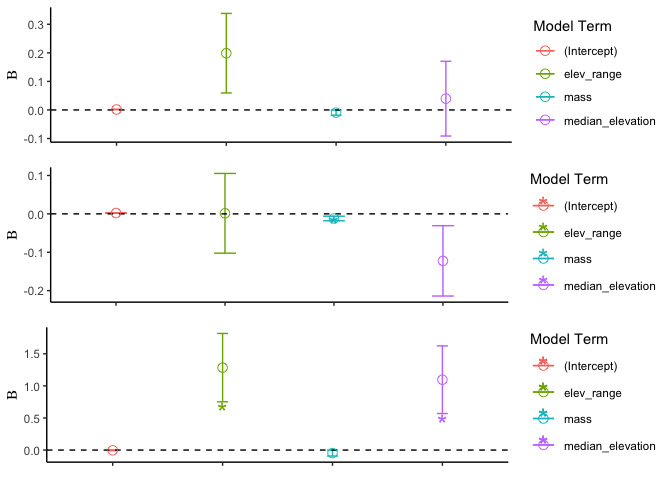 0.3
0.2
0.1
0.0
-0.1
B
Model Term
(Intercept)
elev_range
mass
median_elevation
0.1
0.0
-0.1
-0.2
B
Model Term
(Intercept)
elev_range
mass
median_elevation
1.5
1.0
0.5
0.0
B
Model Term
(Intercept)
elev_range
mass
median_elevation